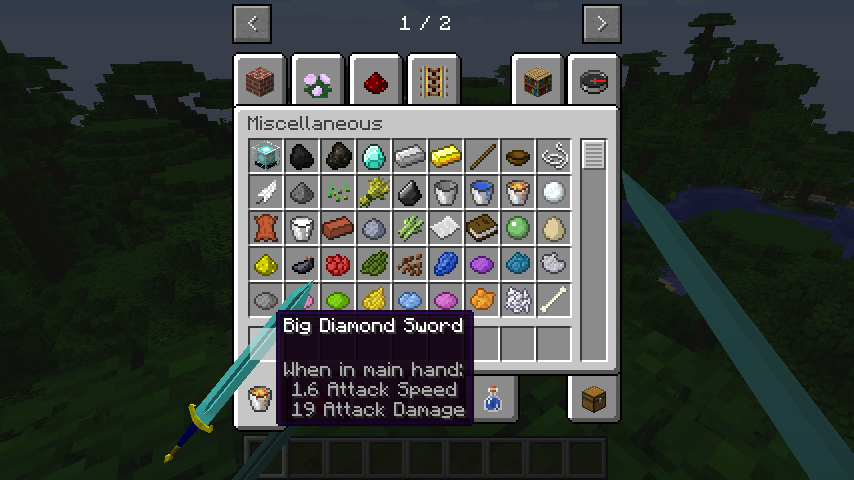 <
1 / 2
>
Miscellaneous
Big Diamond Sword
When in main hand:
1.6 Attack Speed
19 Attack Damage